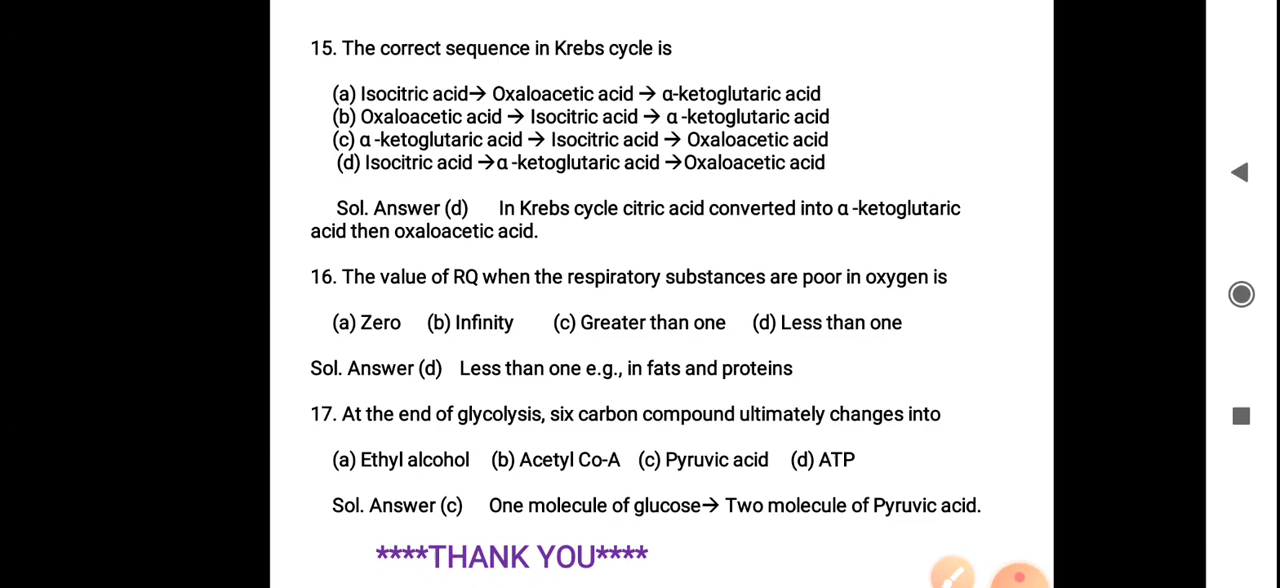 15. The correct sequence in Krebs cycle is
(a) Isocitric acid→ Oxaloacetic acid → α-ketoglutaric acid
(b) Oxaloacetic acid → Isocitric acid → α -ketoglutaric acid
(c) α -ketoglutaric acid → Isocitric acid → Oxaloacetic acid
(d) Isocitric acid →α -ketoglutaric acid →Oxaloacetic acid
Sol. Answer (d) In Krebs cycle citric acid converted into α -ketoglutaric
acid then oxaloacetic acid.
16. The value of RQ when the respiratory substances are poor in oxygen is
(a) Zero (b) Infinity (c) Greater than one (d) Less than one
Sol. Answer (d) Less than one e.g., in fats and proteins
17. At the end of glycolysis, six carbon compound ultimately changes into
(a) Ethyl alcohol (b) Acetyl Co-A (c) Pyruvic acid (d) ATP
Sol. Answer (c) One molecule of glucose→ Two molecule of Pyruvic acid.
****THANK YOU****